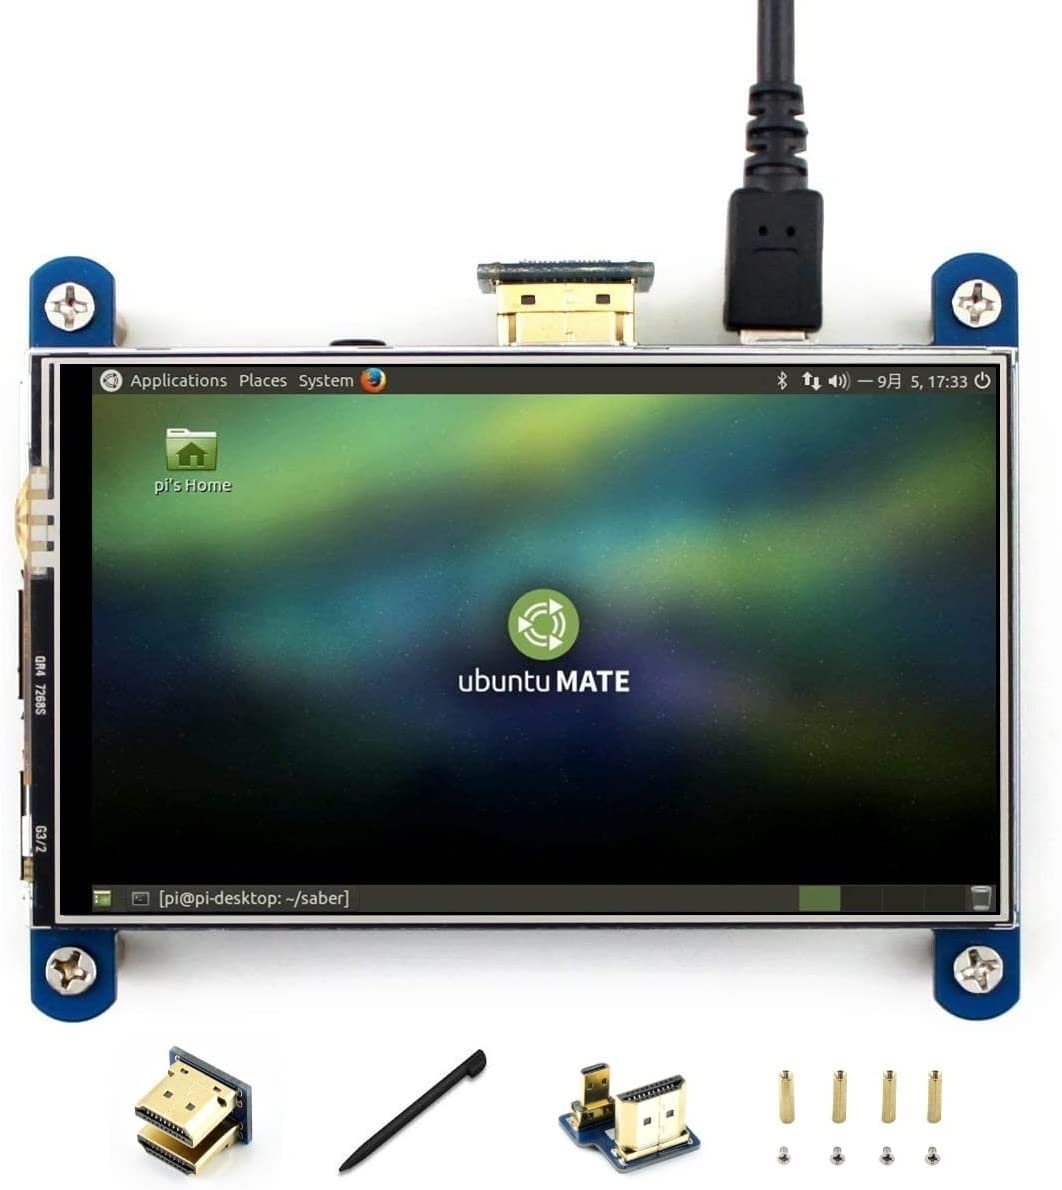 Applications Places System 一 9月 5, 17:33
pi's Home
ubuntu MATE
QR4 7268S
G3/2
[pi@pi-desktop: ~/saber]